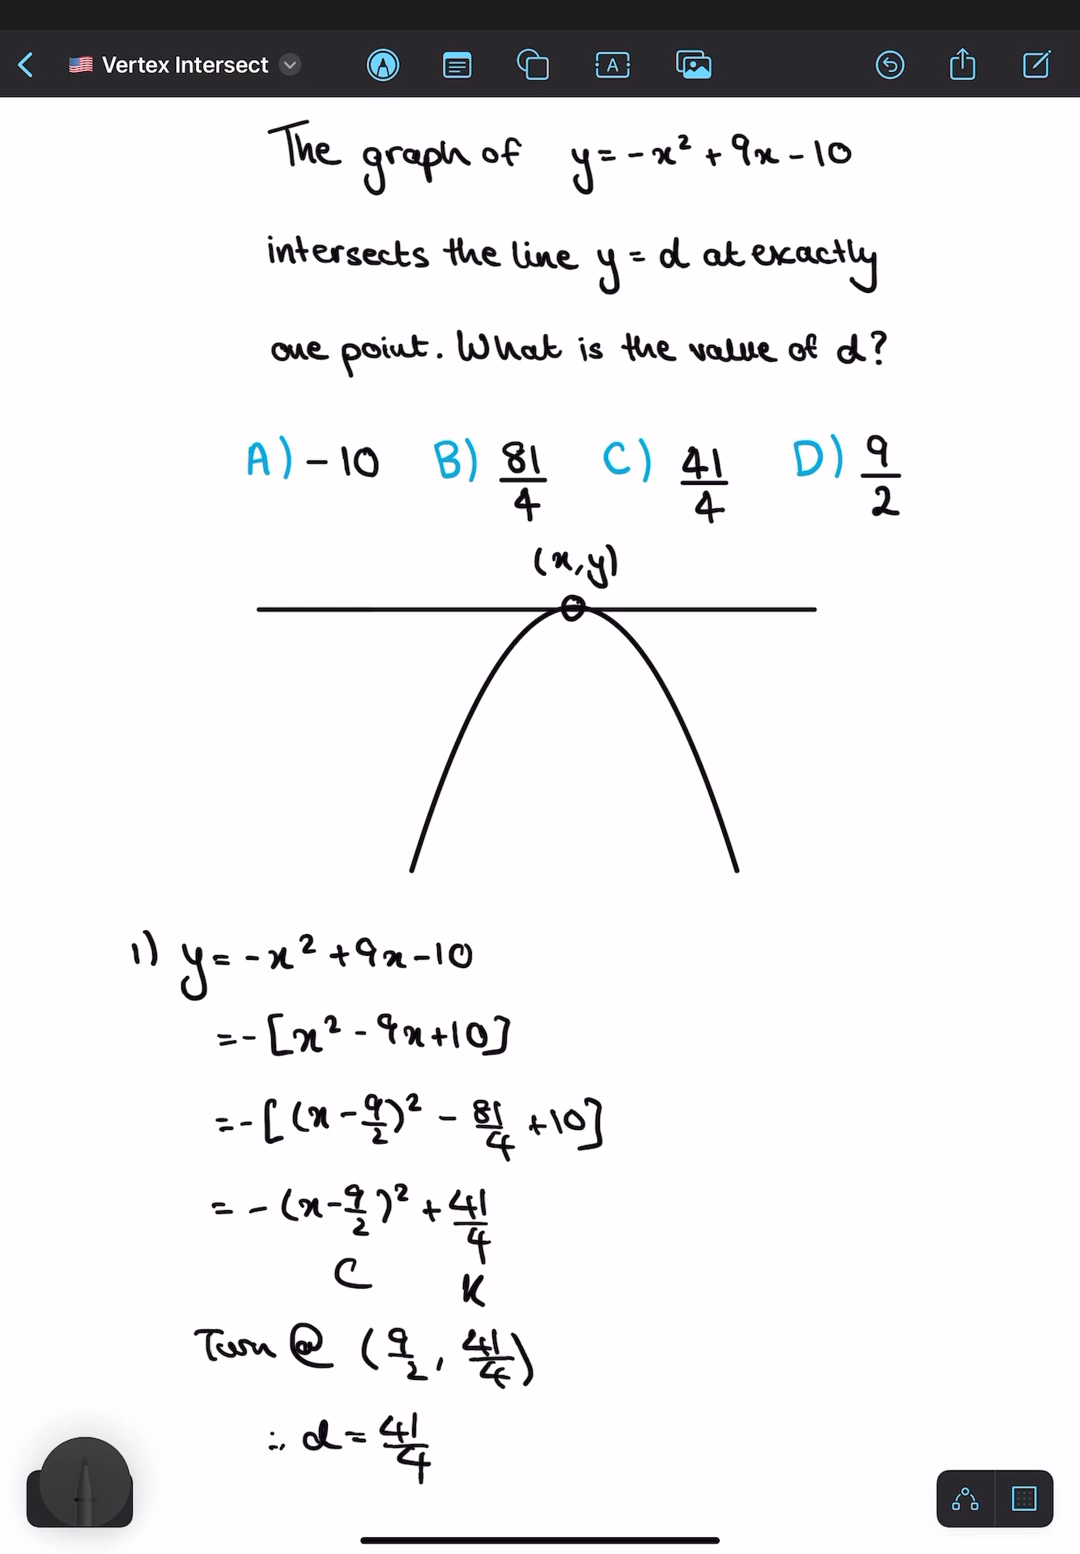 🇺🇸 Vertex Intersect
The graph of y = -x² + 9x - 10
intersects the line y = d at exactly
one point. What is the value of d?
A) -10 B) 81/4 C) 41/4 D) 9/2
(x,y)
1) y = -x² + 9x - 10
= -[x² - 9x + 10]
= -[(x - 9/2)² - 81/4 + 10]
= -(x - 9/2)² + 41/4
C K
Turn @ (9/2, 41/4)
∴ d = 41/4